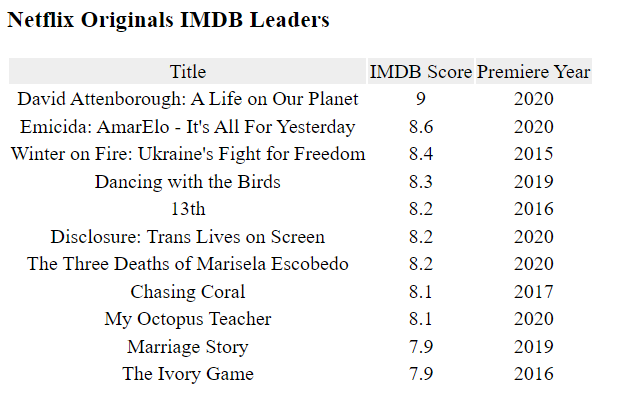 Netflix Originals IMDB Leaders
Title IMDB Score Premiere Year
David Attenborough: A Life on Our Planet 9 2020
Emicida: AmarElo - It's All For Yesterday 8.6 2020
Winter on Fire: Ukraine's Fight for Freedom 8.4 2015
Dancing with the Birds 8.3 2019
13th 8.2 2016
Disclosure: Trans Lives on Screen 8.2 2020
The Three Deaths of Marisela Escobedo 8.2 2020
Chasing Coral 8.1 2017
My Octopus Teacher 8.1 2020
Marriage Story 7.9 2019
The Ivory Game 7.9 2016